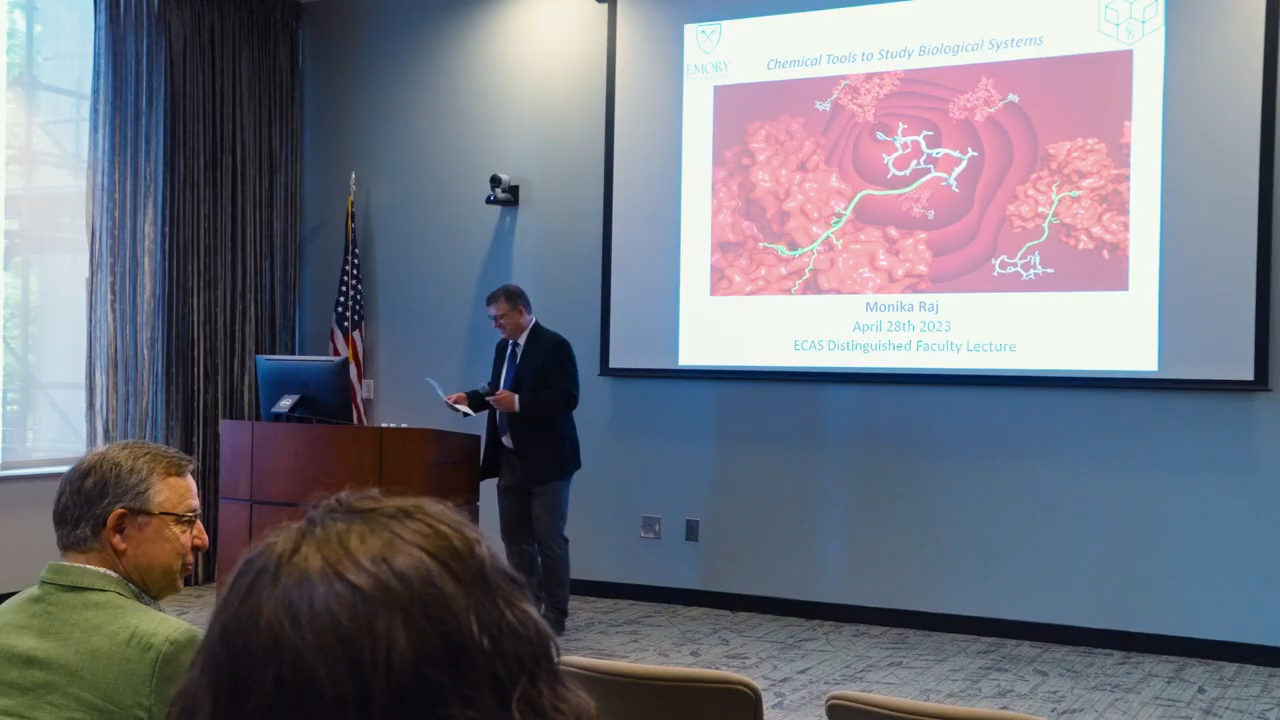 EMORY
Chemical Tools to Study Biological Systems
Monika Raj
April 28th 2023
ECAS Distinguished Faculty Lecture